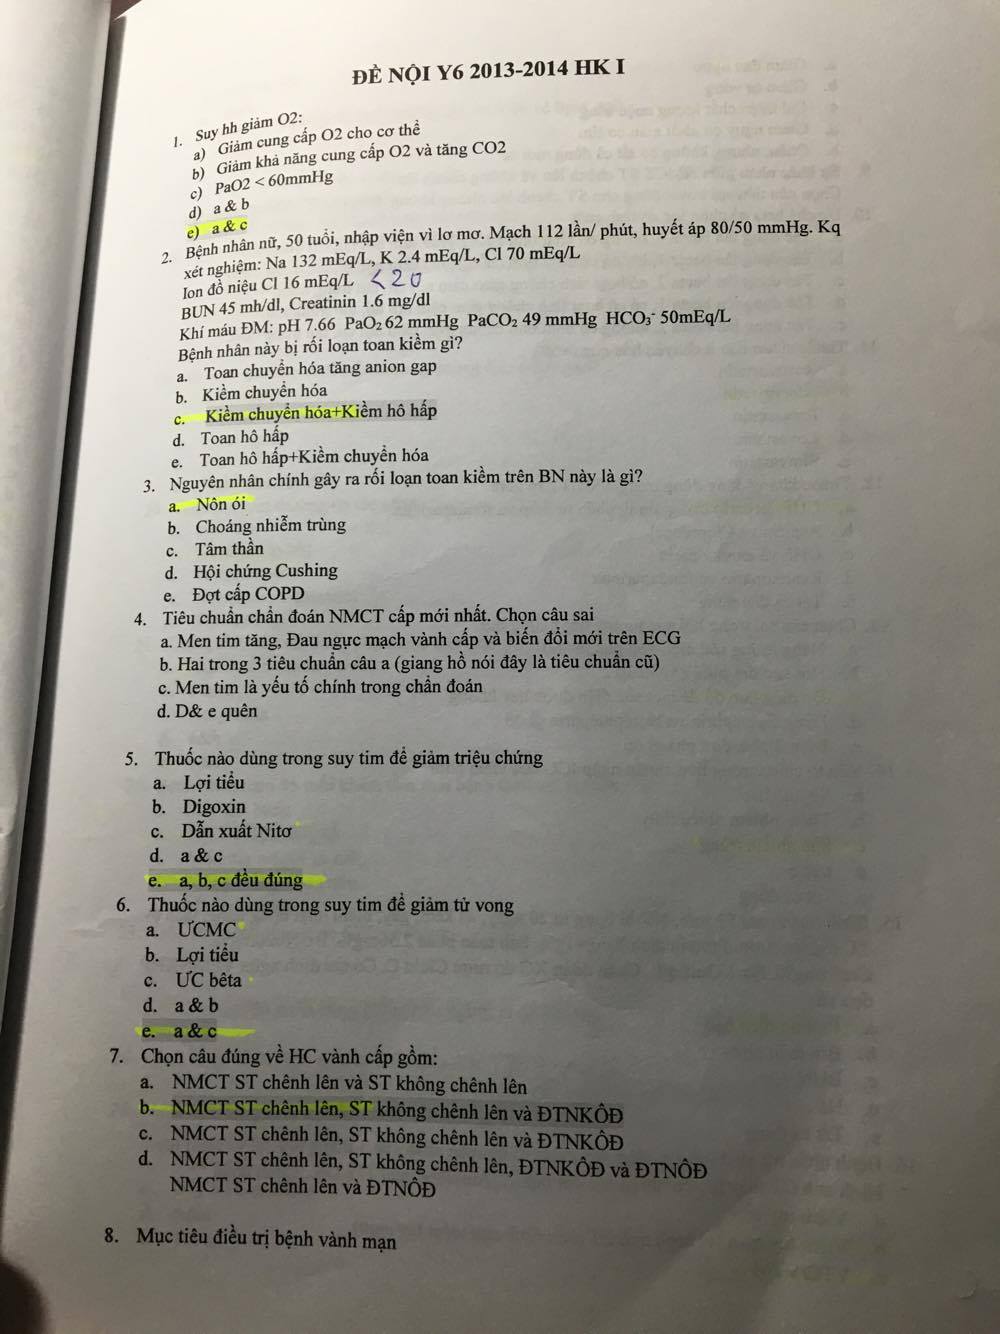 ĐỀ NỘI Y6 2013-2014 HK I
1. Suy hh giảm O2:
a) Giảm cung cấp O2 cho cơ thể
b) Giảm khả năng cung cấp O2 và tăng CO2
c) PaO2 < 60mmHg
d) a & b
e) a & c
2. Bệnh nhân nữ, 50 tuổi, nhập viện vì lơ mơ. Mạch 112 lần/ phút, huyết áp 80/50 mmHg. Kq
xét nghiệm: Na 132 mEq/L, K 2.4 mEq/L, Cl 70 mEq/L
Ion đồ niệu Cl 16 mEq/L <20
BUN 45 mh/dl, Creatinin 1.6 mg/dl
Khí máu ĐM: pH 7.66 PaO₂ 62 mmHg PaCO₂ 49 mmHg HCO₃⁻ 50mEq/L
Bệnh nhân này bị rối loạn toan kiềm gì?
a. Toan chuyển hóa tăng anion gap
b. Kiềm chuyển hóa
c. Kiềm chuyển hóa+Kiềm hô hấp
d. Toan hô hấp
e. Toan hô hấp+Kiềm chuyển hóa
3. Nguyên nhân chính gây ra rối loạn toan kiềm trên BN này là gì?
a. Nôn ói
b. Choáng nhiễm trùng
c. Tâm thần
d. Hội chứng Cushing
e. Đợt cấp COPD
4. Tiêu chuẩn chẩn đoán NMCT cấp mới nhất. Chọn câu sai
a. Men tim tăng, Đau ngực mạch vành cấp và biến đổi mới trên ECG
b. Hai trong 3 tiêu chuẩn câu a (giang hồ nói đây là tiêu chuẩn cũ)
c. Men tim là yếu tố chính trong chẩn đoán
d. D& e quên
5. Thuốc nào dùng trong suy tim để giảm triệu chứng
a. Lợi tiểu
b. Digoxin
c. Dẫn xuất Nitơ
d. a & c
e. a, b, c đều đúng
6. Thuốc nào dùng trong suy tim để giảm tử vong
a. ƯCMC
b. Lợi tiểu
c. ƯC bêta
d. a & b
e. a & c
7. Chọn câu đúng về HC vành cấp gồm:
a. NMCT ST chênh lên và ST không chênh lên
b. NMCT ST chênh lên, ST không chênh lên và ĐTNKÔĐ
c. NMCT ST chênh lên, ST không chênh lên và ĐTNKÔĐ
d. NMCT ST chênh lên, ST không chênh lên, ĐTNKÔĐ và ĐTNÔĐ
NMCT ST chênh lên và ĐTNÔĐ
8. Mục tiêu điều trị bệnh vành mạn